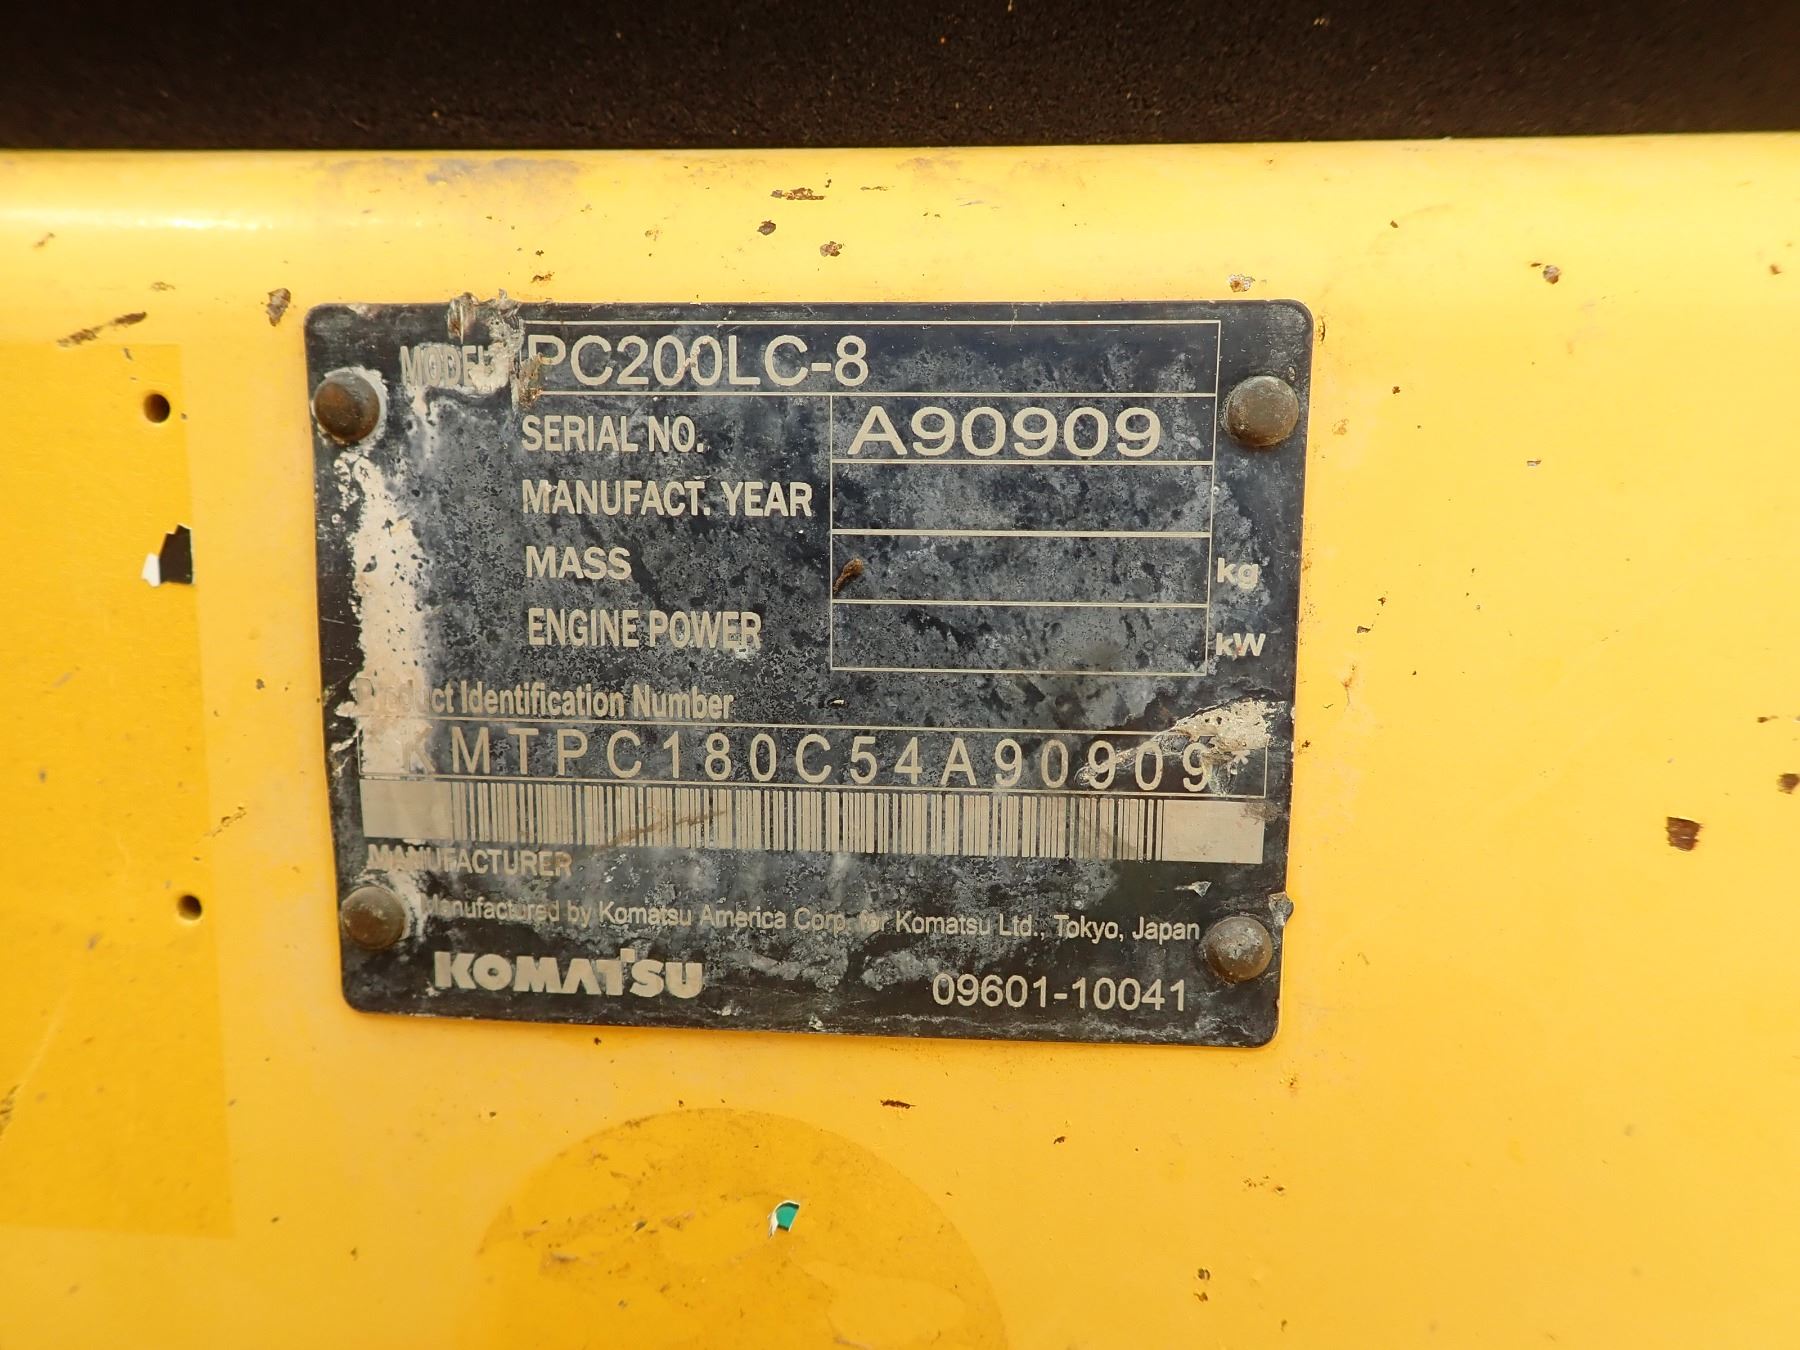 MODEL PC200LC-8
SERIAL NO. A90909
MANUFACT. YEAR
MASS kg
ENGINE POWER kW
Product Identification Number
KMTPC180C54A90909*
MANUFACTURER
Manufactured by Komatsu America Corp. for Komatsu Ltd., Tokyo, Japan
KOMATSU 09601-10041